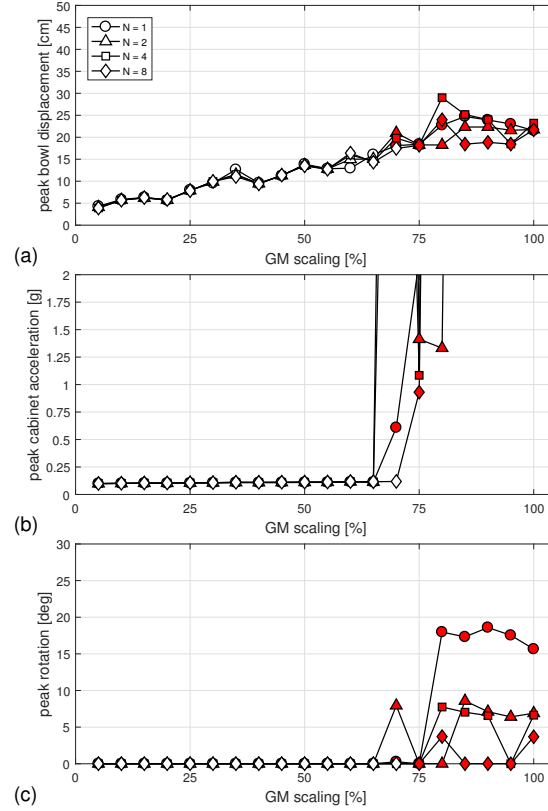 50
45
40
35
30
25
20
15
10
5
0
peak bowl displacement [cm]
N = 1
N = 2
N = 4
N = 8
0 25 50 75 100
(a) GM scaling [%]
2
1.75
1.5
1.25
1
0.75
0.5
0.25
0
peak cabinet acceleration [g]
0 25 50 75 100
(b) GM scaling [%]
30
25
20
15
10
5
0
peak rotation [deg]
0 25 50 75 100
(c) GM scaling [%]